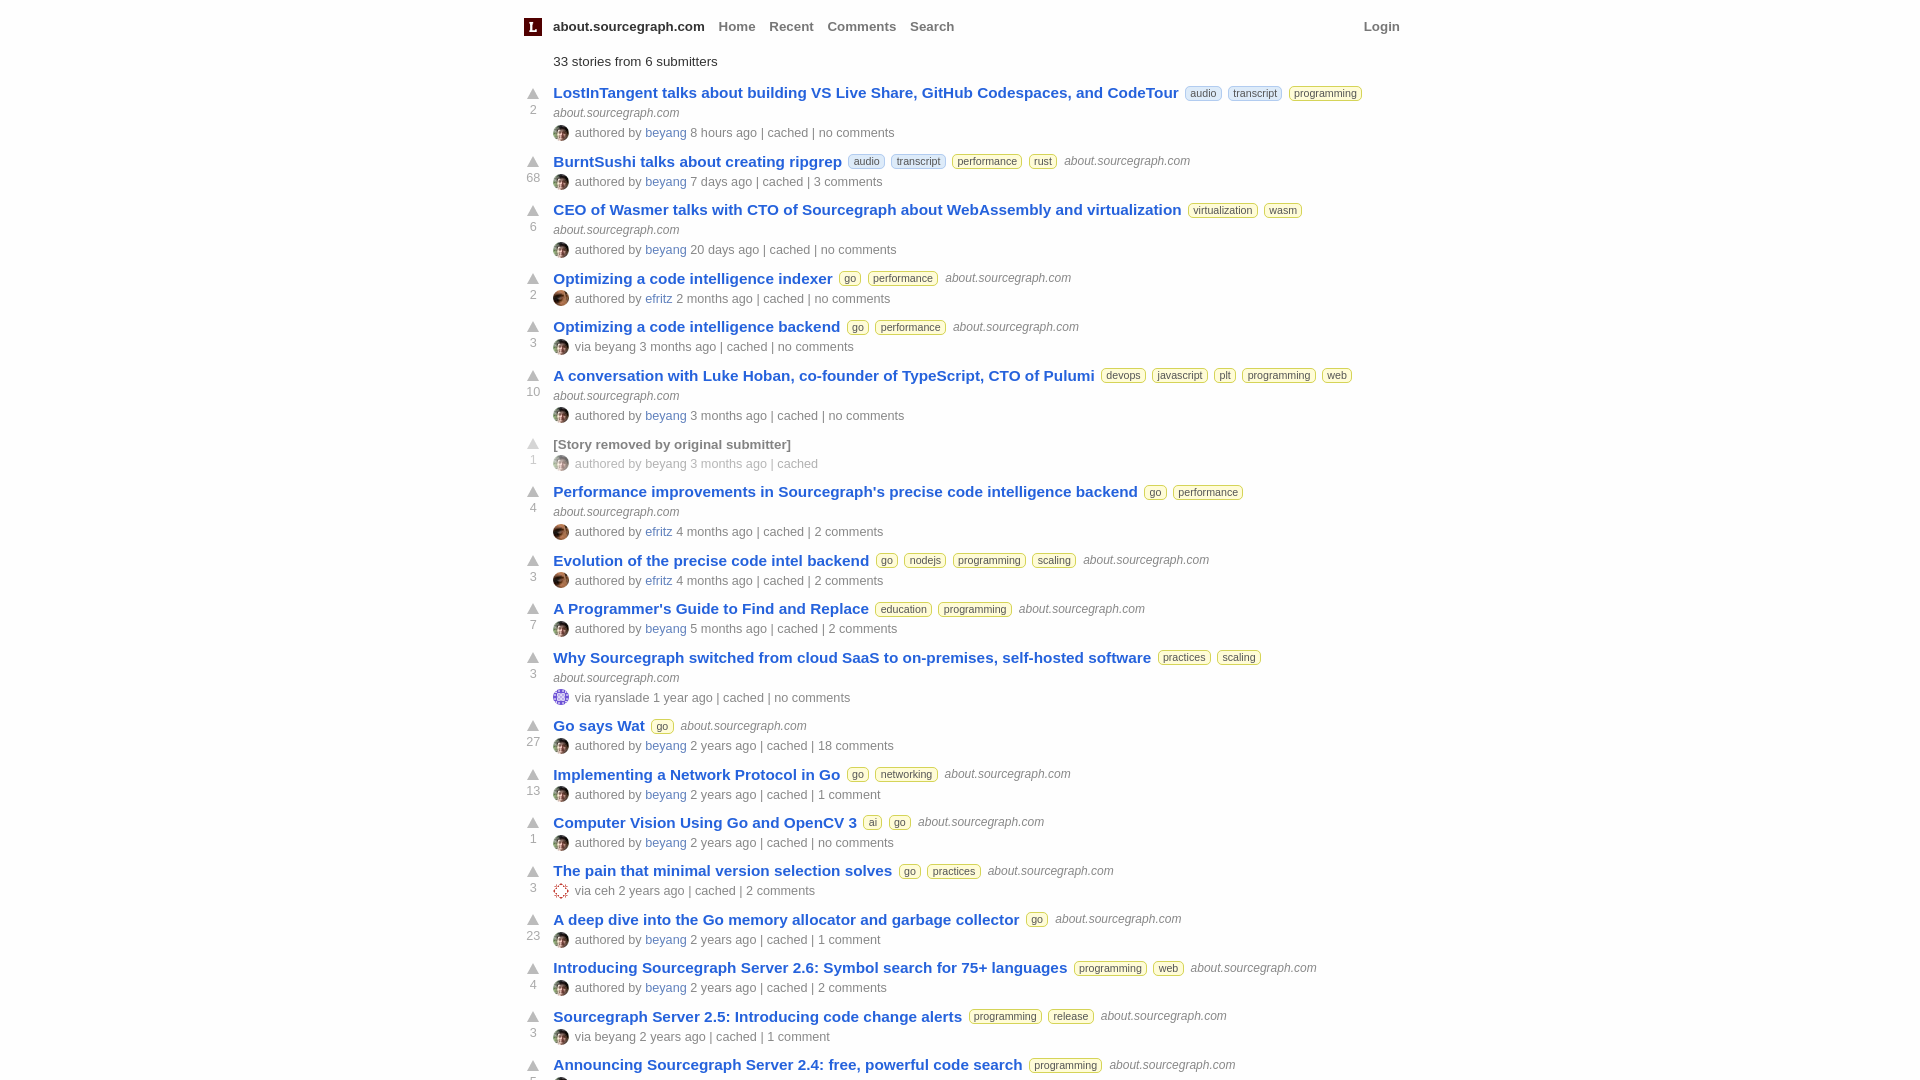 L about.sourcegraph.com Home Recent Comments Search Login
33 stories from 6 submitters
LostInTangent talks about building VS Live Share, GitHub Codespaces, and CodeTour audio transcript programming
2 about.sourcegraph.com
authored by beyang 8 hours ago | cached | no comments
BurntSushi talks about creating ripgrep audio transcript performance rust about.sourcegraph.com
68 authored by beyang 7 days ago | cached | 3 comments
CEO of Wasmer talks with CTO of Sourcegraph about WebAssembly and virtualization virtualization wasm
6 about.sourcegraph.com
authored by beyang 20 days ago | cached | no comments
Optimizing a code intelligence indexer go performance about.sourcegraph.com
2 authored by efritz 2 months ago | cached | no comments
Optimizing a code intelligence backend go performance about.sourcegraph.com
3 via beyang 3 months ago | cached | no comments
A conversation with Luke Hoban, co-founder of TypeScript, CTO of Pulumi devops javascript plt programming web
10 about.sourcegraph.com
authored by beyang 3 months ago | cached | no comments
[Story removed by original submitter]
1 authored by beyang 3 months ago | cached
Performance improvements in Sourcegraph's precise code intelligence backend go performance
4 about.sourcegraph.com
authored by efritz 4 months ago | cached | 2 comments
Evolution of the precise code intel backend go nodejs programming scaling about.sourcegraph.com
3 authored by efritz 4 months ago | cached | 2 comments
A Programmer's Guide to Find and Replace education programming about.sourcegraph.com
7 authored by beyang 5 months ago | cached | 2 comments
Why Sourcegraph switched from cloud SaaS to on-premises, self-hosted software practices scaling
3 about.sourcegraph.com
via ryanslade 1 year ago | cached | no comments
Go says Wat go about.sourcegraph.com
27 authored by beyang 2 years ago | cached | 18 comments
Implementing a Network Protocol in Go go networking about.sourcegraph.com
13 authored by beyang 2 years ago | cached | 1 comment
Computer Vision Using Go and OpenCV 3 ai go about.sourcegraph.com
1 authored by beyang 2 years ago | cached | no comments
The pain that minimal version selection solves go practices about.sourcegraph.com
3 via ceh 2 years ago | cached | 2 comments
A deep dive into the Go memory allocator and garbage collector go about.sourcegraph.com
23 authored by beyang 2 years ago | cached | 1 comment
Introducing Sourcegraph Server 2.6: Symbol search for 75+ languages programming web about.sourcegraph.com
4 authored by beyang 2 years ago | cached | 2 comments
Sourcegraph Server 2.5: Introducing code change alerts programming release about.sourcegraph.com
3 via beyang 2 years ago | cached | 1 comment
Announcing Sourcegraph Server 2.4: free, powerful code search programming about.sourcegraph.com